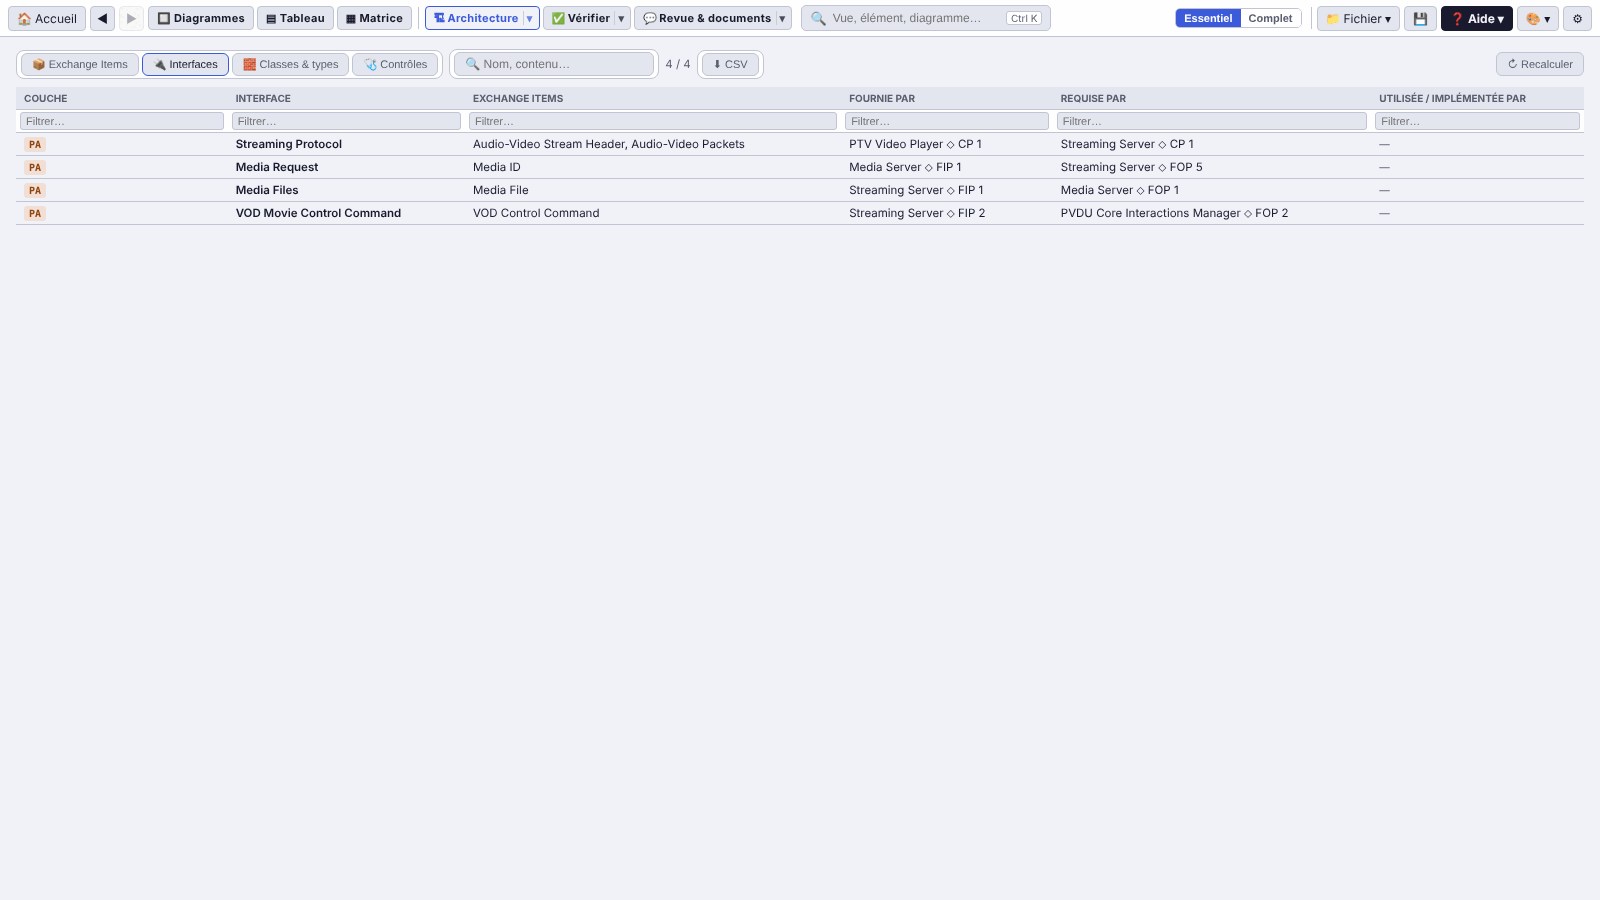 🏠 Accueil ◀ ▶ 🔲 Diagrammes ▤ Tableau ▦ Matrice 🏗 Architecture ▾ ✅ Vérifier ▾ 💬 Revue & documents ▾ 🔍 Vue, élément, diagramme… Ctrl K Essentiel Complet 📁 Fichier ▾ 💾 ❓ Aide ▾ 🎨 ▾ ⚙
📦 Exchange Items 🔌 Interfaces 🧱 Classes & types 🩺 Contrôles 🔍 Nom, contenu… 4 / 4 ⬇ CSV ↻ Recalculer
COUCHE INTERFACE EXCHANGE ITEMS FOURNIE PAR REQUISE PAR UTILISÉE / IMPLÉMENTÉE PAR
Filtrer… Filtrer… Filtrer… Filtrer… Filtrer… Filtrer…
PA Streaming Protocol Audio-Video Stream Header, Audio-Video Packets PTV Video Player ◇ CP 1 Streaming Server ◇ CP 1 —
PA Media Request Media ID Media Server ◇ FIP 1 Streaming Server ◇ FOP 5 —
PA Media Files Media File Streaming Server ◇ FIP 1 Media Server ◇ FOP 1 —
PA VOD Movie Control Command VOD Control Command Streaming Server ◇ FIP 2 PVDU Core Interactions Manager ◇ FOP 2 —